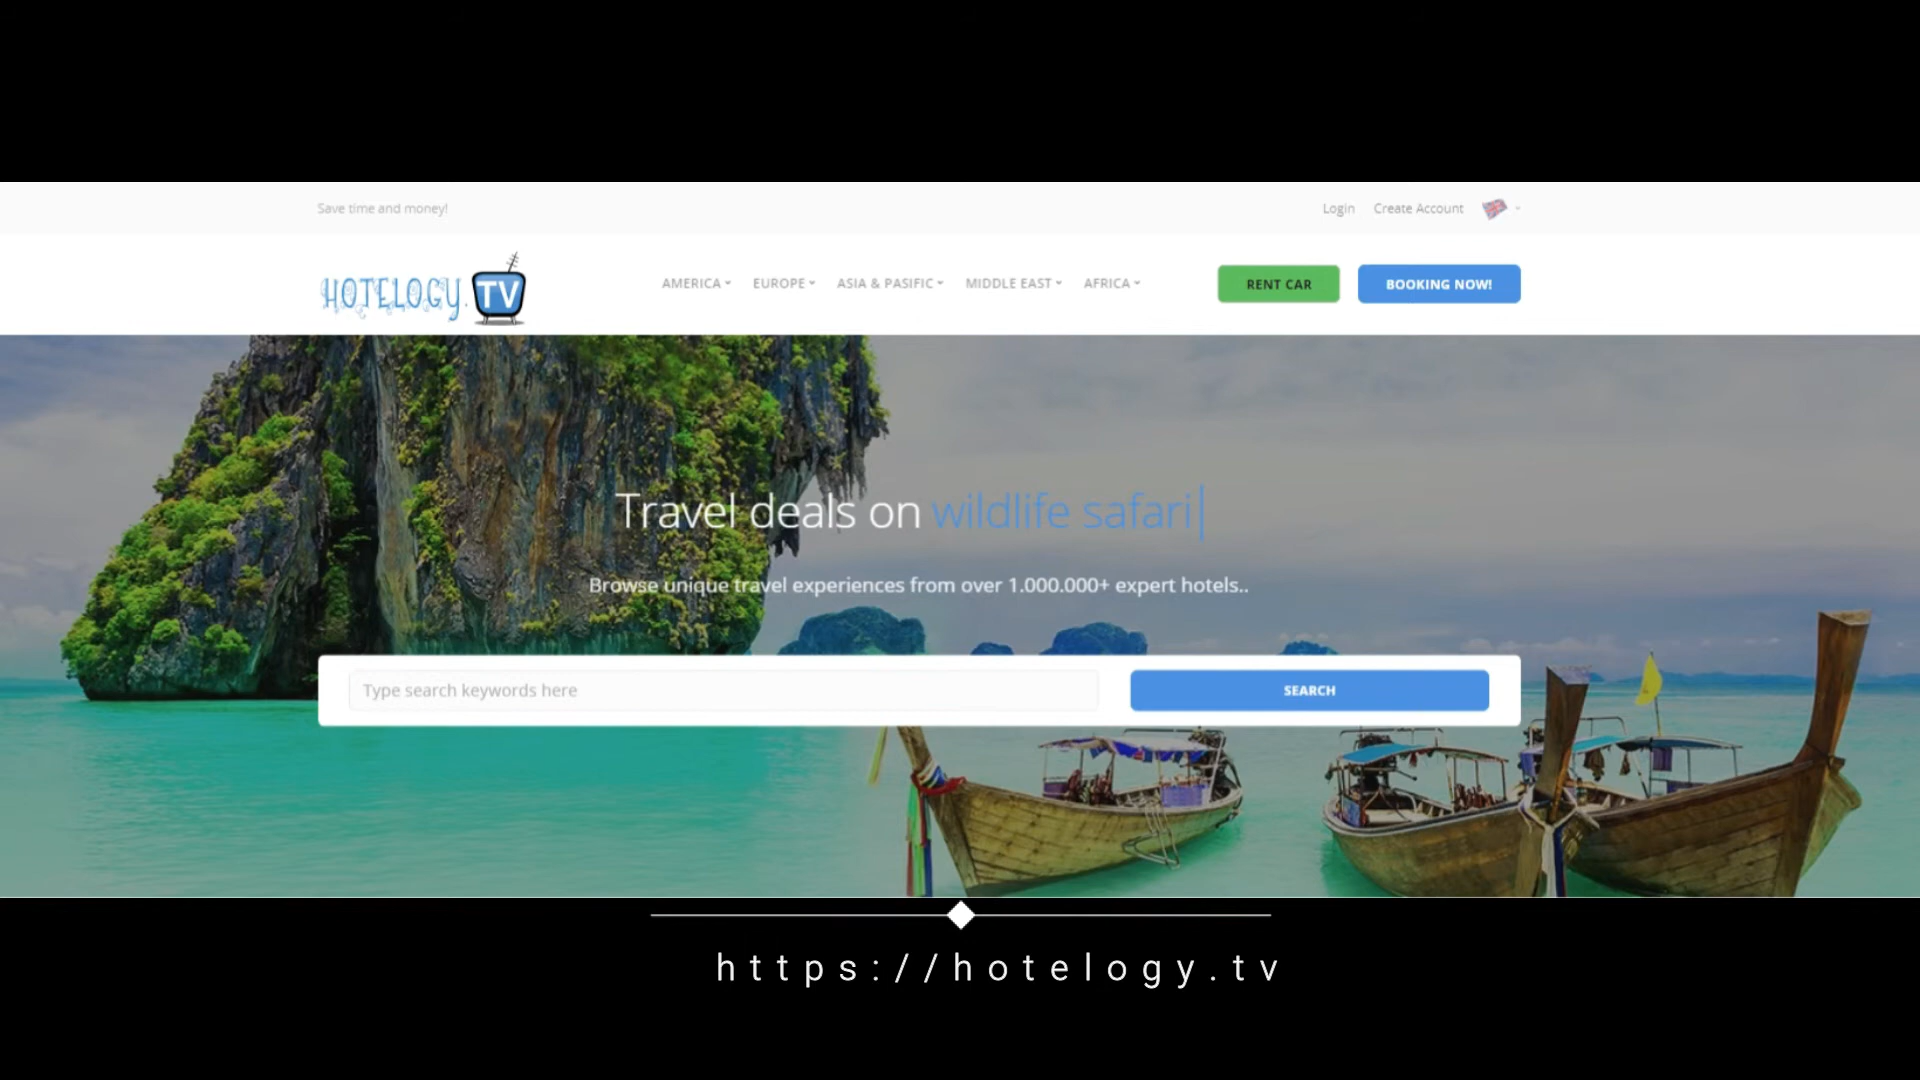 Save time and money!
Login Create Account
HOTELOGY.TV
AMERICA EUROPE ASIA & PASIFIC MIDDLE EAST AFRICA RENT CAR BOOKING NOW!
Travel deals on wildlife safari|
Browse unique travel experiences from over 1.000.000+ expert hotels..
Type search keywords here SEARCH
https://hotelogy.tv